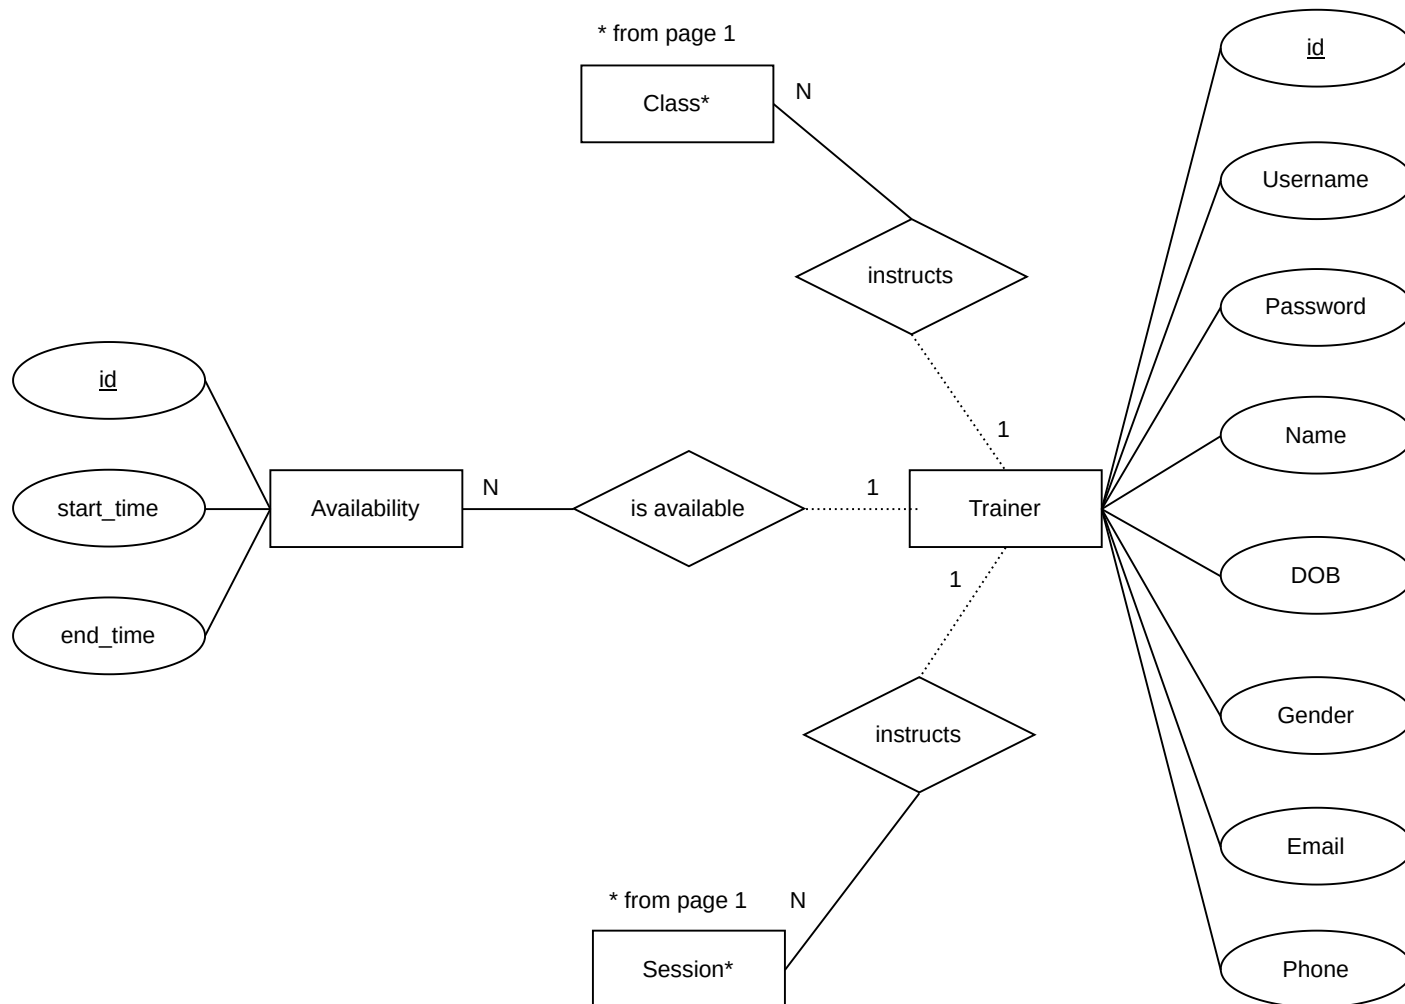 * from page 1
Class*
N
instructs
1
id
Username
Password
Name
DOB
Gender
Email
Phone
id
start_time
end_time
Availability
N
is available
1
Trainer
1
instructs
* from page 1
N
Session*